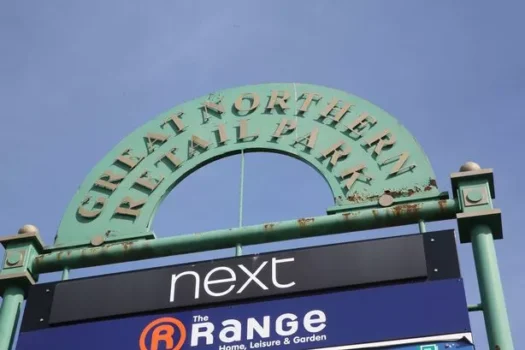 GREAT NORTHERN
RETAIL PARK
next
The
RANGE
Home, Leisure & Garden